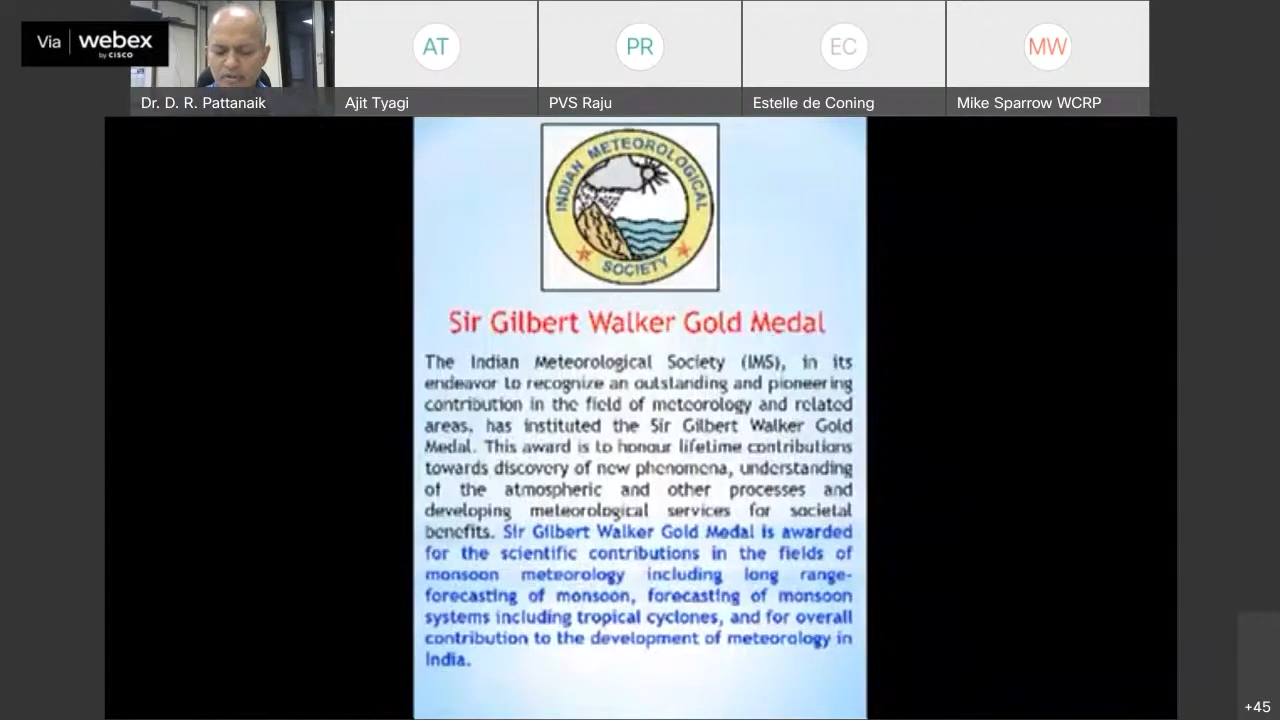 Via webex
by CISCO
AT
PR
EC
MW
Dr. D. R. Pattanaik
Ajit Tyagi
PVS Raju
Estelle de Coning
Mike Sparrow WCRP
INDIAN METEOROLOGICAL
SOCIETY
Sir Gilbert Walker Gold Medal
The Indian Meteorological Society (IMS), in its
endeavor to recognize an outstanding and pioneering
contribution in the field of meteorology and related
areas, has instituted the Sir Gilbert Walker Gold
Medal. This award is to honour lifetime contributions
towards discovery of new phenomena, understanding
of the atmospheric and other processes and
developing meteorological services for societal
benefits. Sir Gilbert Walker Gold Medal is awarded
for the scientific contributions in the fields of
monsoon meteorology including long range-
forecasting of monsoon, forecasting of monsoon
systems including tropical cyclones, and for overall
contribution to the development of meteorology in
India.
+45